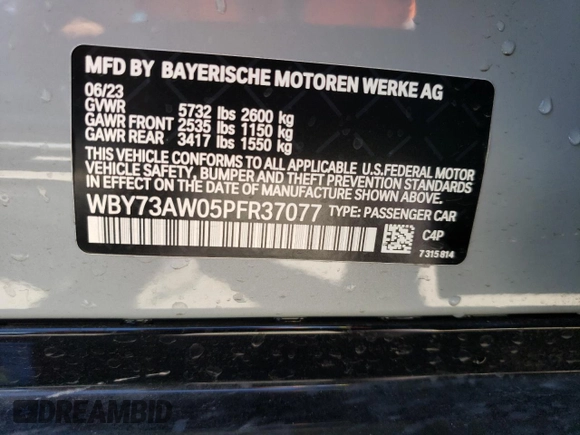 MFD BY BAYERISCHE MOTOREN WERKE AG
06/23
GVWR 5732 lbs 2600 kg
GAWR FRONT 2535 lbs 1150 kg
GAWR REAR 3417 lbs 1550 kg
THIS VEHICLE CONFORMS TO ALL APPLICABLE U.S.FEDERAL MOTOR
VEHICLE SAFETY, BUMPER AND THEFT PREVENTION STANDARDS
IN EFFECT ON THE DATE OF MANUFACTURE SHOWN ABOVE.
WBY73AW05PFR37077 TYPE: PASSENGER CAR
C4P
7315814
DREAMBID